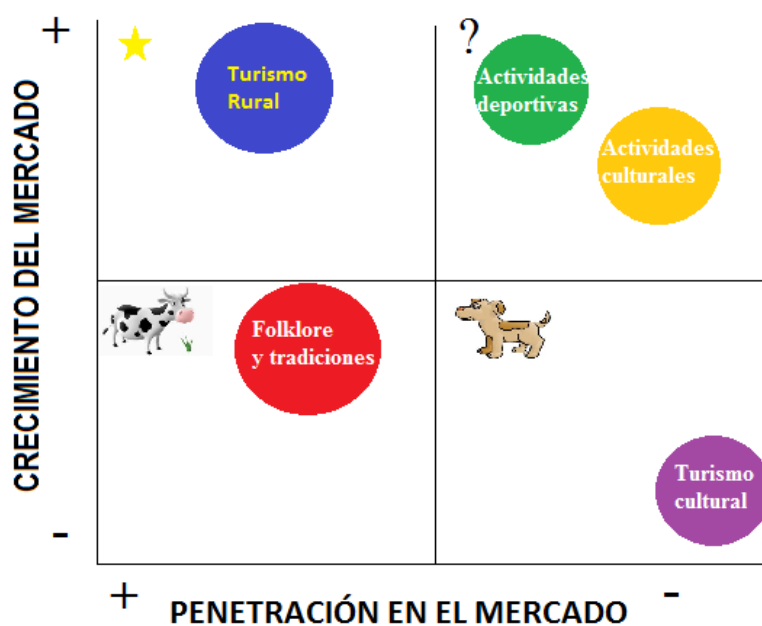 +
CRECIMIENTO DEL MERCADO
-
Turismo
Rural
?
Actividades
deportivas
Actividades
culturales
Folklore
y tradiciones
Turismo
cultural
+
PENETRACIÓN EN EL MERCADO
-